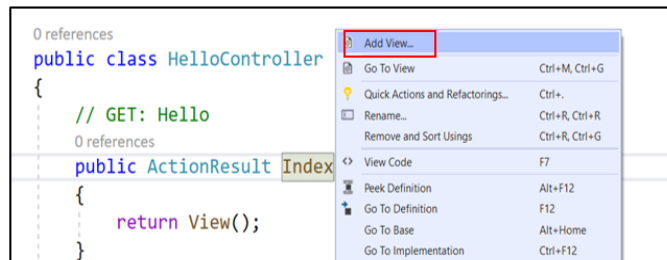 0 references
public class HelloController
{
// GET: Hello
0 references
public ActionResult Index
{
return View();
}
Add View...
Go To View Ctrl+M, Ctrl+G
Quick Actions and Refactorings... Ctrl+.
Rename... Ctrl+R, Ctrl+R
Remove and Sort Usings Ctrl+R, Ctrl+G
View Code F7
Peek Definition Alt+F12
Go To Definition F12
Go To Base Alt+Home
Go To Implementation Ctrl+F12